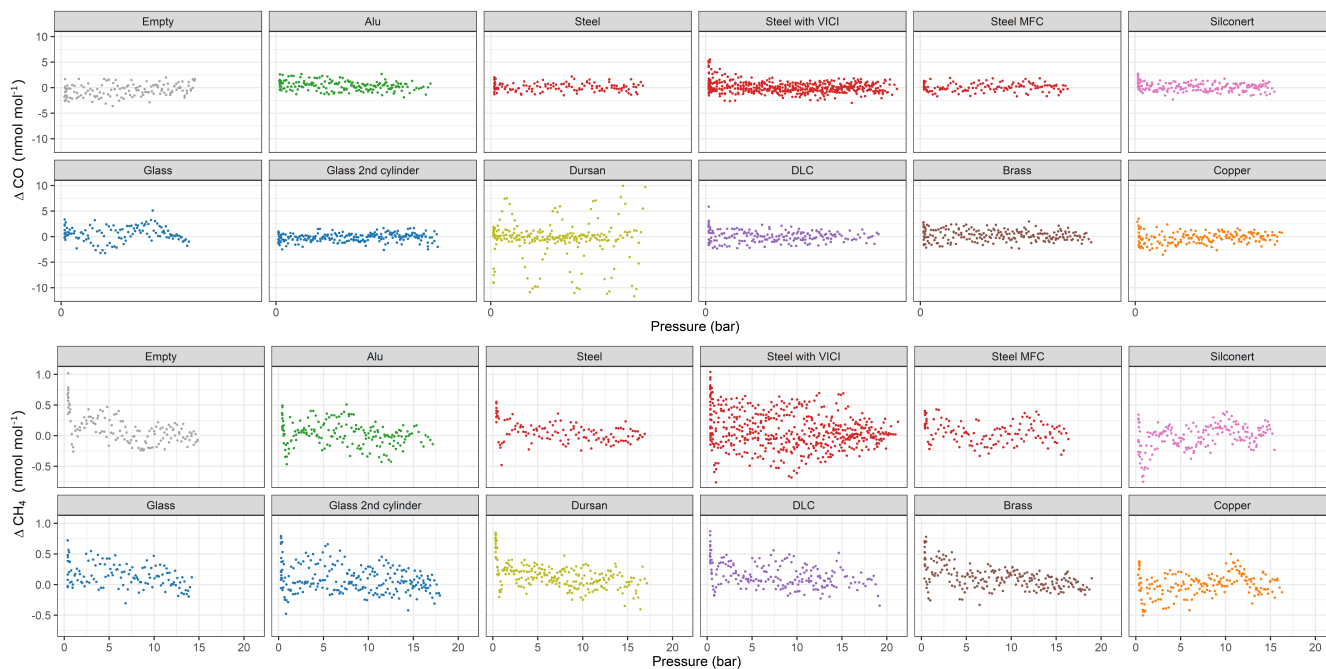 Empty Alu Steel Steel with VICI Steel MFC Silconert
10
5
0
-5
-10
Glass Glass 2nd cylinder Dursan DLC Brass Copper
10
5
0
-5
-10
0 0 0 0 0 0
Δ CO (nmol mol⁻¹)
Pressure (bar)
Empty Alu Steel Steel with VICI Steel MFC Silconert
1.0
0.5
0.0
-0.5
Glass Glass 2nd cylinder Dursan DLC Brass Copper
1.0
0.5
0.0
-0.5
0 5 10 15 20 0 5 10 15 20 0 5 10 15 20 0 5 10 15 20 0 5 10 15 20 0 5 10 15 20
Δ CH₄ (nmol mol⁻¹)
Pressure (bar)